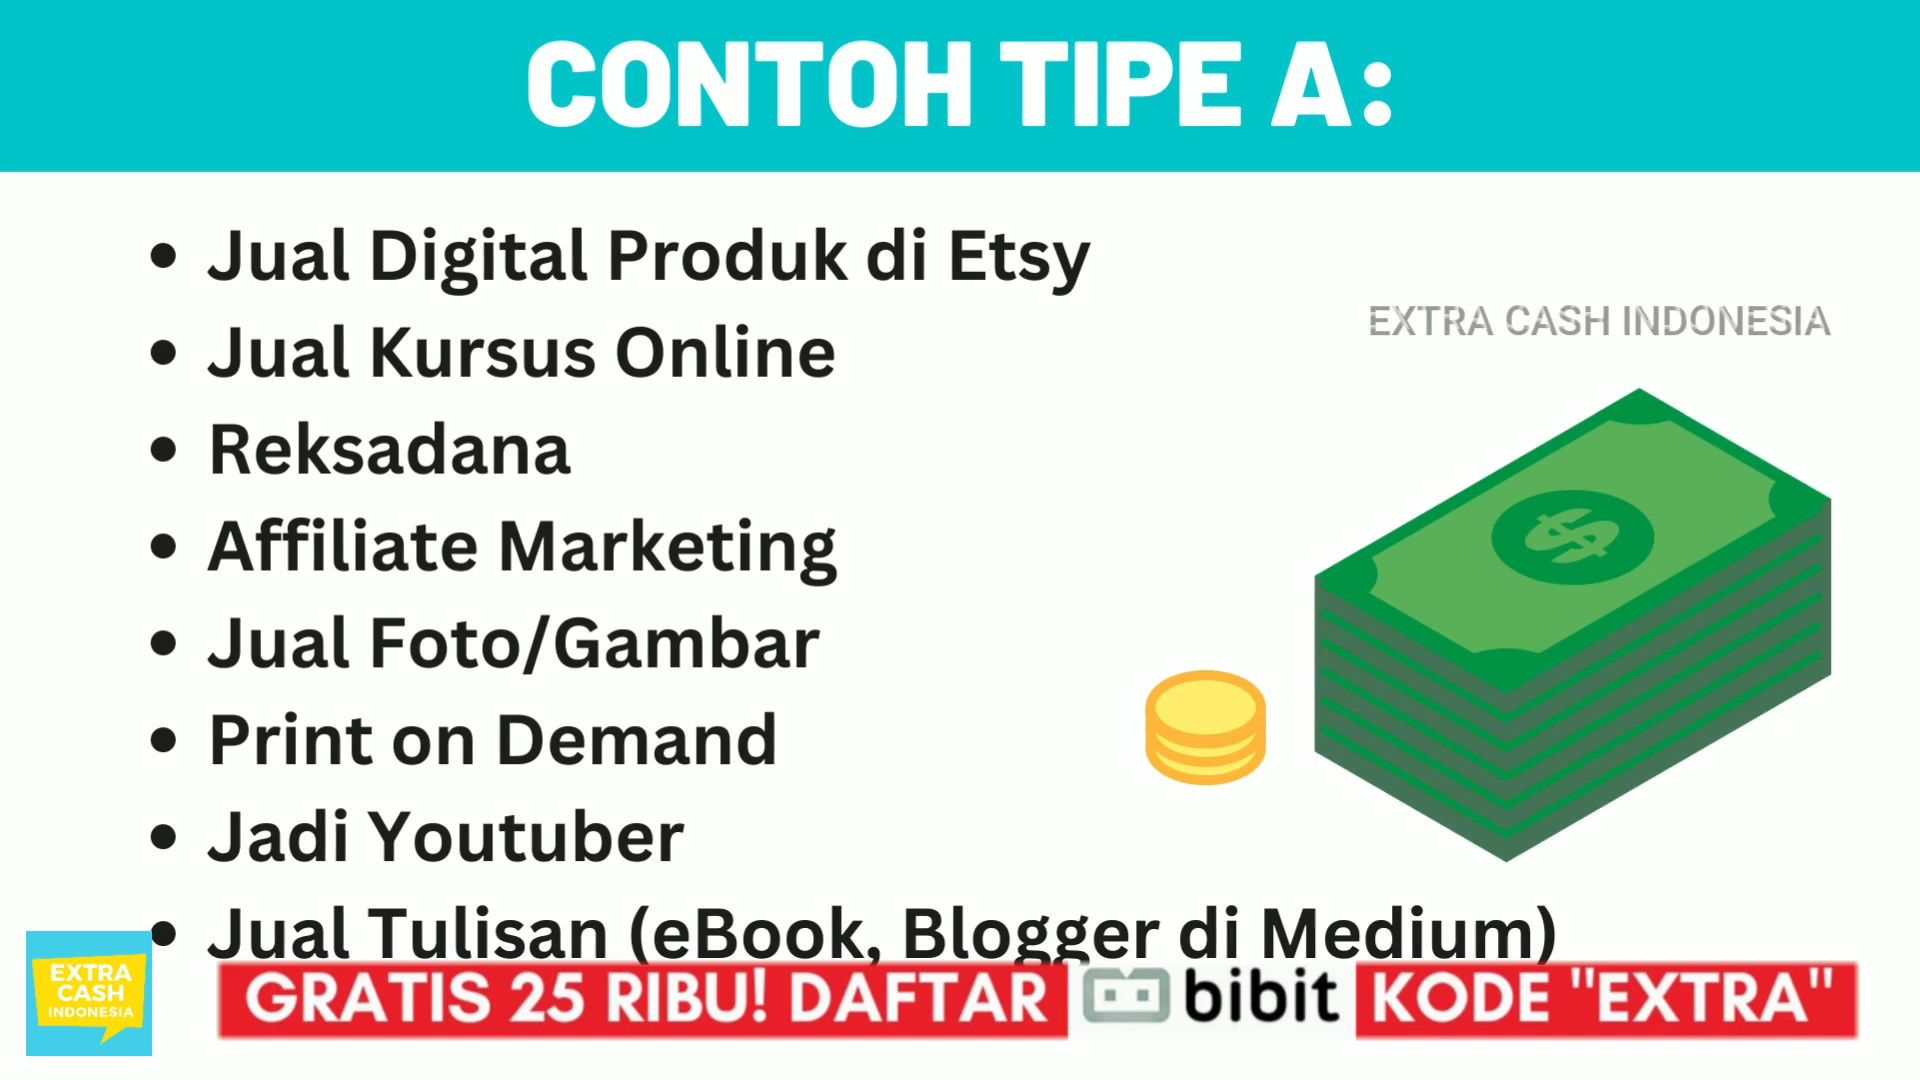 CONTOH TIPE A:
• Jual Digital Produk di Etsy
• Jual Kursus Online
• Reksadana
• Affiliate Marketing
• Jual Foto/Gambar
• Print on Demand
• Jadi Youtuber
• Jual Tulisan (eBook, Blogger di Medium)
EXTRA CASH INDONESIA
$
EXTRA
CASH
INDONESIA
GRATIS 25 RIBU! DAFTAR bibit KODE "EXTRA"